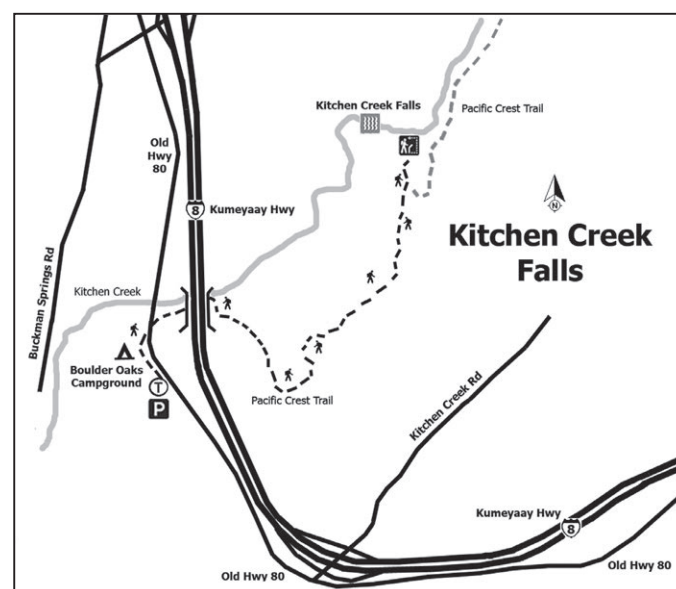 Kitchen Creek Falls
Pacific Crest Trail
Old
Hwy
80
8
Kumeyaay Hwy
N
Kitchen Creek
Falls
Buckman Springs Rd
Kitchen Creek
Boulder Oaks
Campground
T
P
Pacific Crest Trail
Kitchen Creek Rd
Kumeyaay Hwy
8
Old Hwy 80
Old Hwy 80